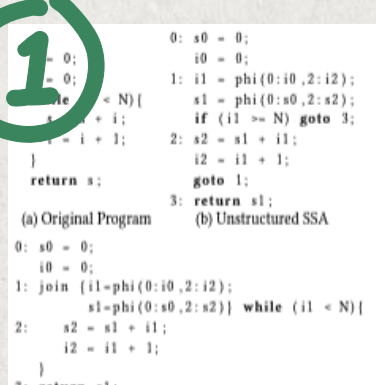 1
= 0;
= 0;
< N){
+ i;
= i + 1;
}
return s;
(a) Original Program
0: s0 = 0;
i0 = 0;
1: i1 = phi(0:i0,2:i2);
s1 = phi(0:s0,2:s2);
if (i1 >= N) goto 3;
2: s2 = s1 + i1;
i2 = i1 + 1;
goto 1;
3: return s1;
(b) Unstructured SSA
0: s0 = 0;
i0 = 0;
1: join {i1=phi(0:i0,2:i2);
s1=phi(0:s0,2:s2)} while (i1 < N){
2: s2 = s1 + i1;
i2 = i1 + 1;
}